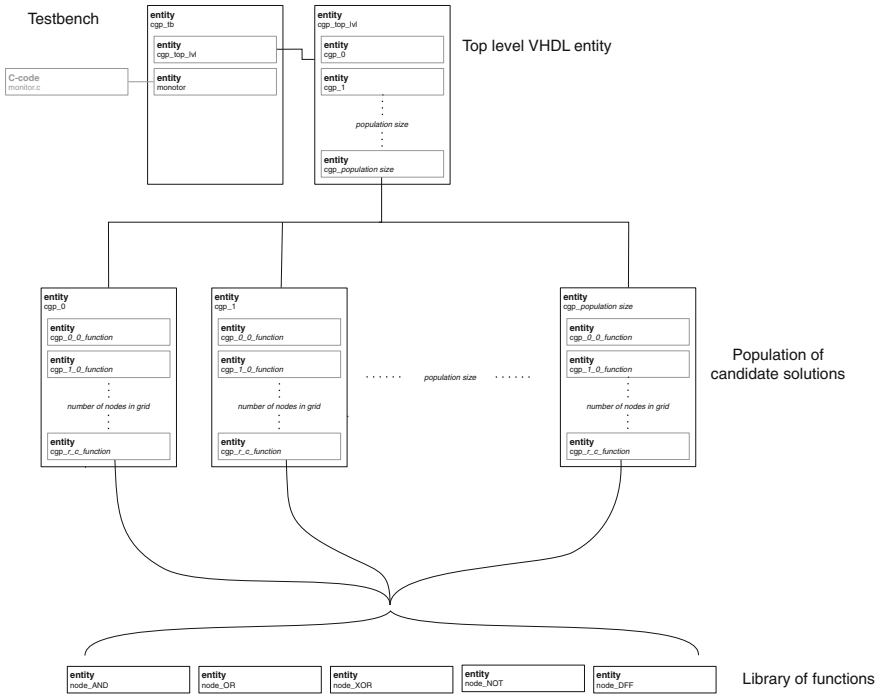 Testbench
entity
cgp_tb
entity
cgp_top_lvl
entity
monotor
C-code
monitor.c
entity
cgp_top_lvl
entity
cgp_0
entity
cgp_1
population size
entity
cgp_population size
Top level VHDL entity
entity
cgp_0
entity
cgp_0_0_function
entity
cgp_1_0_function
number of nodes in grid
entity
cgp_r_c_function
entity
cgp_1
entity
cgp_0_0_function
entity
cgp_1_0_function
number of nodes in grid
entity
cgp_r_c_function
population size
entity
cgp_population size
entity
cgp_0_0_function
entity
cgp_1_0_function
number of nodes in grid
entity
cgp_r_c_function
Population of
candidate solutions
entity
node_AND
entity
node_OR
entity
node_XOR
entity
node_NOT
entity
node_DFF
Library of functions